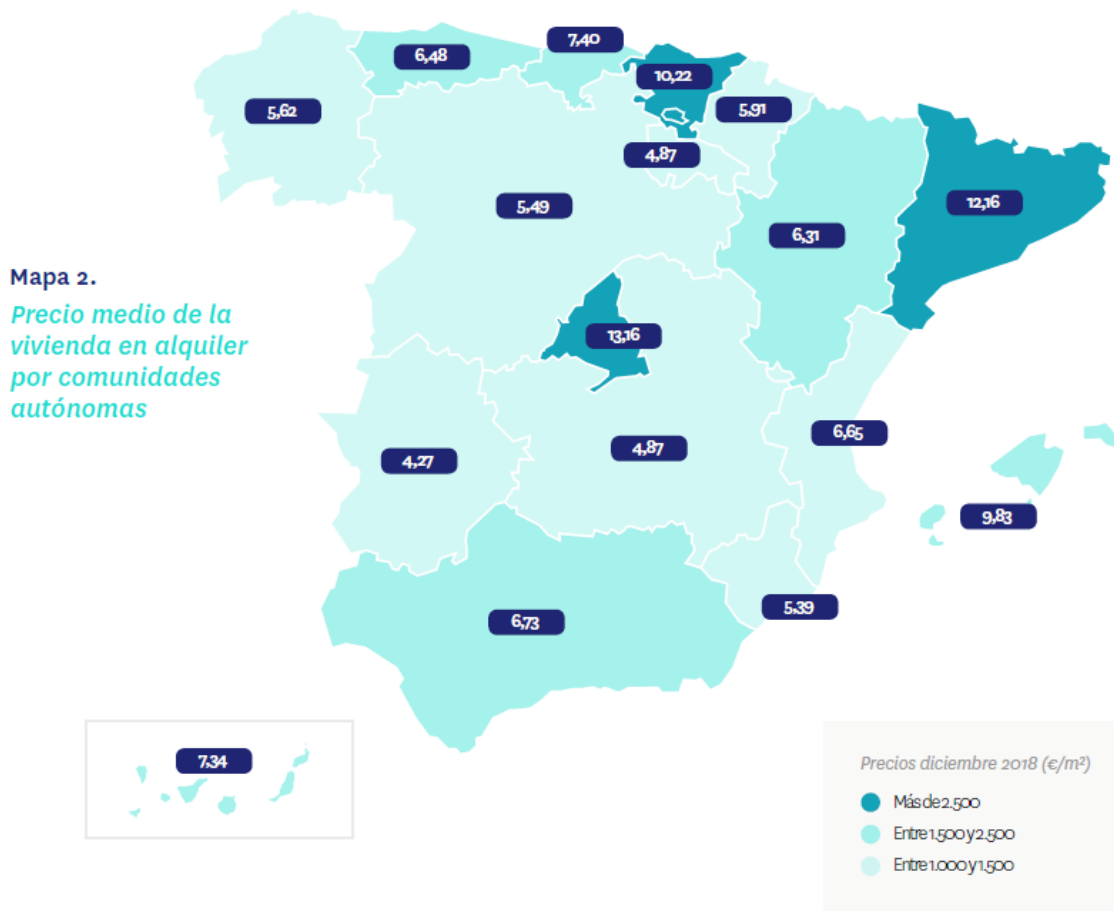 7,40
6,48
10,22
5,62
5,91
4,87
5,49
12,16
6,31
Mapa 2.
Precio medio de la
vivienda en alquiler
por comunidades
autónomas
13,16
6,65
4,87
4,27
9,83
5,39
6,73
7,34
Precios diciembre 2018 (€/m²)
Más de 2.500
Entre 1.500 y 2.500
Entre 1.000 y 1.500